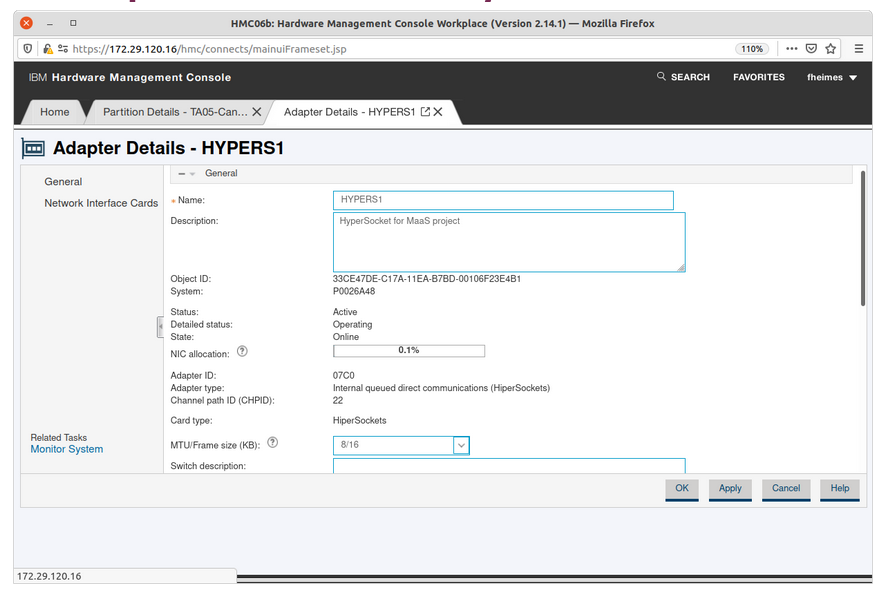 HMC06b: Hardware Management Console Workplace (Version 2.14.1) — Mozilla Firefox
https://172.29.120.16/hmc/connects/mainuiFrameset.jsp
110%
IBM Hardware Management Console
SEARCH FAVORITES fheimes
Home Partition Details - TA05-Can... Adapter Details - HYPERS1
Adapter Details - HYPERS1
General
Network Interface Cards
Related Tasks
Monitor System
General
* Name: HYPERS1
Description: HyperSocket for MaaS project
Object ID: 33CE47DE-C17A-11EA-B7BD-00106F23E4B1
System: P0026A48
Status: Active
Detailed status: Operating
State: Online
NIC allocation: ? 0.1%
Adapter ID: 07C0
Adapter type: Internal queued direct communications (HiperSockets)
Channel path ID (CHPID): 22
Card type: HiperSockets
MTU/Frame size (KB): ? 8/16
Switch description:
OK Apply Cancel Help
172.29.120.16